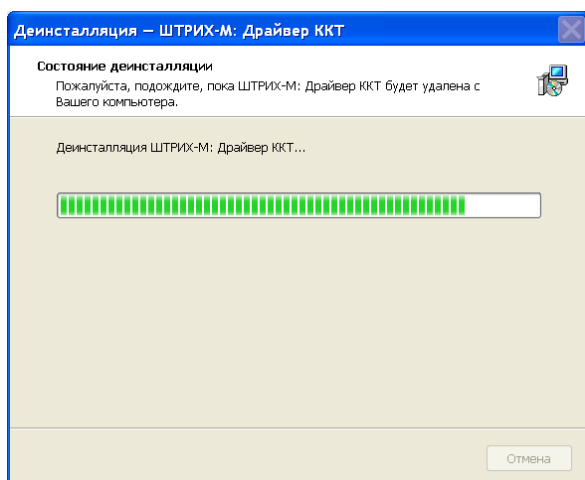 Деинсталляция — ШТРИХ-М: Драйвер ККТ
Состояние деинсталляции
Пожалуйста, подождите, пока ШТРИХ-М: Драйвер ККТ будет удалена с
Вашего компьютера.
Деинсталляция ШТРИХ-М: Драйвер ККТ...
Отмена